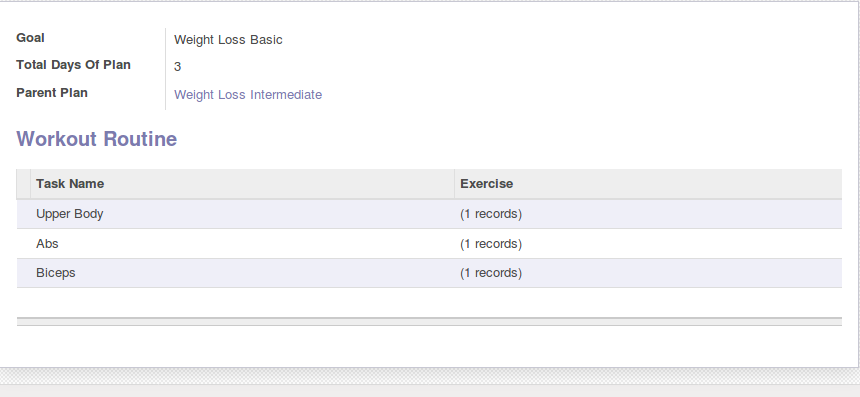 Goal Weight Loss Basic
Total Days Of Plan 3
Parent Plan Weight Loss Intermediate
Workout Routine
Task Name Exercise
Upper Body (1 records)
Abs (1 records)
Biceps (1 records)